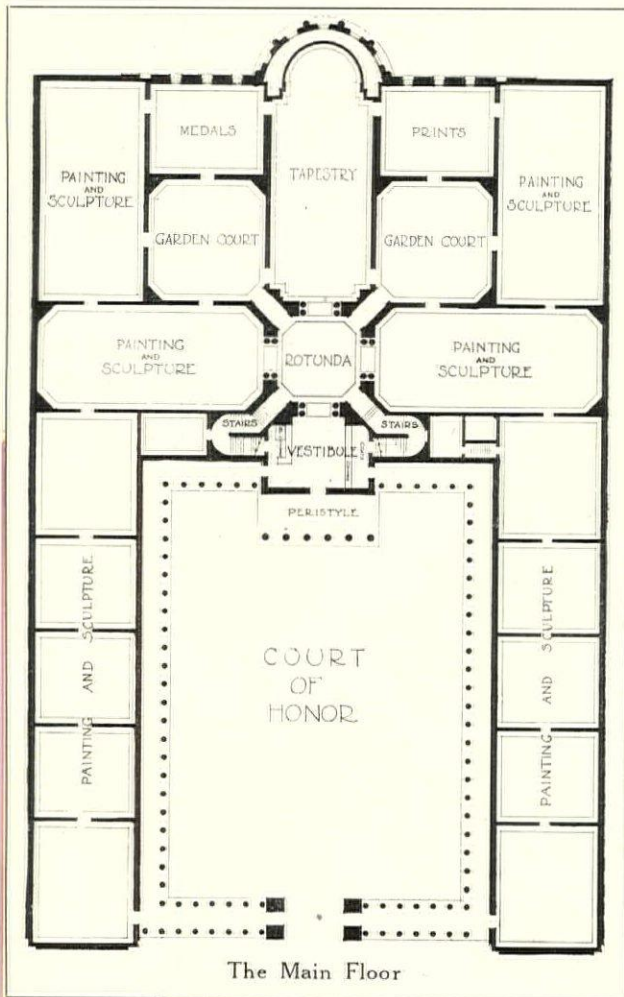 MEDALS
PRINTS
PAINTING
AND
SCULPTURE
TAPESTRY
PAINTING
AND
SCULPTURE
GARDEN COURT
GARDEN COURT
PAINTING
AND
SCULPTURE
ROTUNDA
PAINTING
AND
SCULPTURE
STAIRS
STAIRS
VESTIBULE
PERISTYLE
PAINTING AND SCULPTURE
COURT
OF
HONOR
PAINTING AND SCULPTURE
The Main Floor